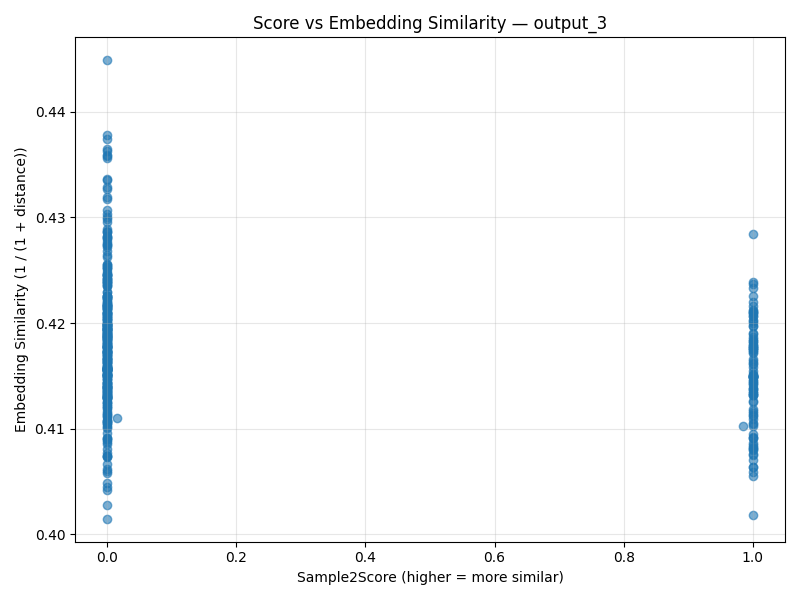 Score vs Embedding Similarity — output_3
Embedding Similarity (1 / (1 + distance))
0.44
0.43
0.42
0.41
0.40
0.0 0.2 0.4 0.6 0.8 1.0
Sample2Score (higher = more similar)